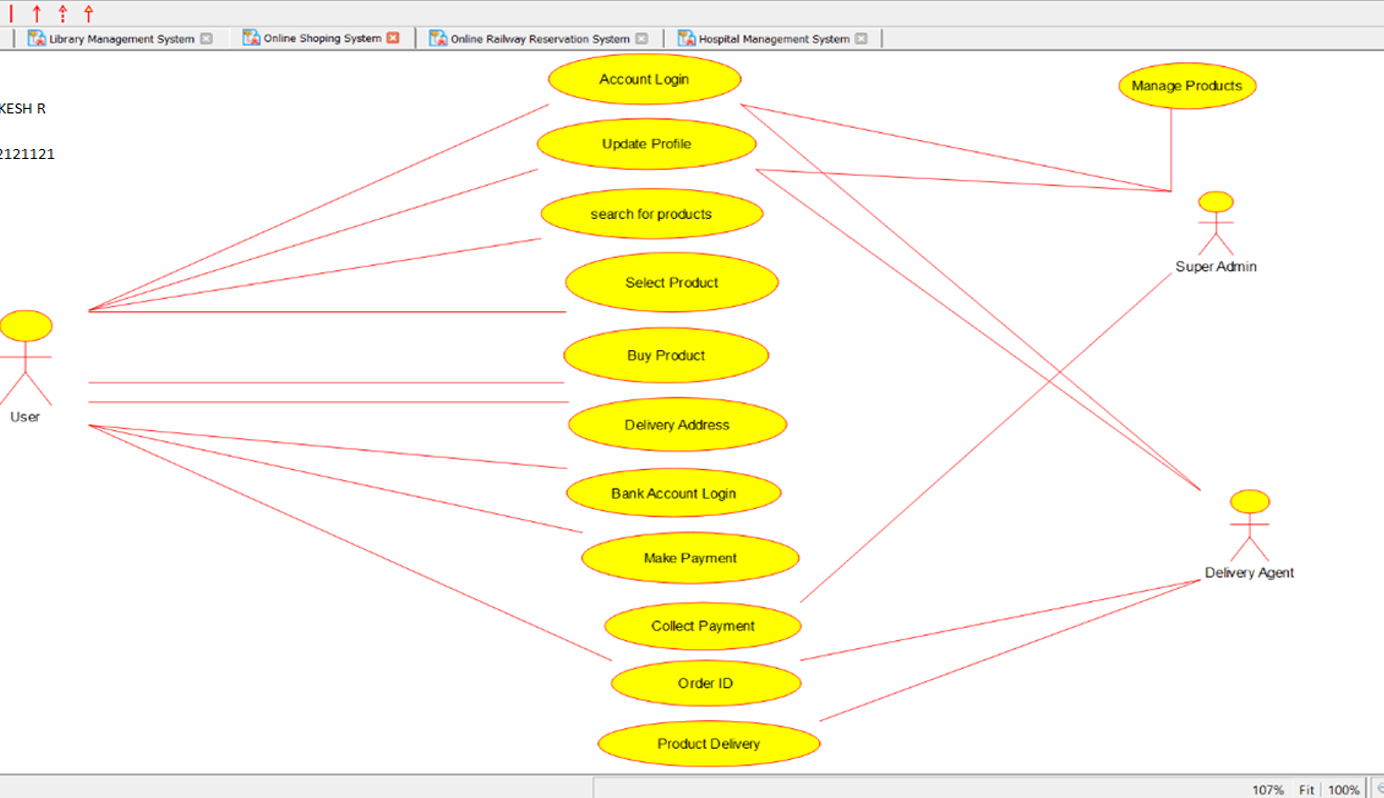 Library Management System
Online Shoping System
Online Railway Reservation System
Hospital Management System
Account Login
Manage Products
KESH R
Update Profile
2121121
search for products
Super Admin
Select Product
Buy Product
User
Delivery Address
Bank Account Login
Make Payment
Delivery Agent
Collect Payment
Order ID
Product Delivery
107% Fit 100%